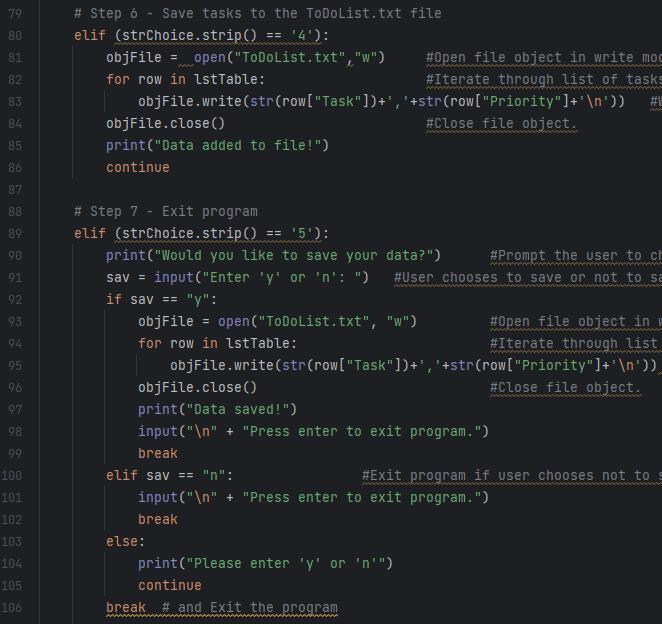 79 # Step 6 - Save tasks to the ToDoList.txt file
80 elif (strChoice.strip() == '4'):
81 objFile =  open("ToDoList.txt","w") #Open file object in write
82 for row in lstTable: #Iterate through list of tasks
83 objFile.write(str(row["Task"])+','+str(row["Priority"]+'\n'))
84 objFile.close() #Close file object.
85 print("Data added to file!")
86 continue
87
88 # Step 7 - Exit program
89 elif (strChoice.strip() == '5'):
90 print("Would you like to save your data?") #Prompt the user to
91 sav = input("Enter 'y' or 'n': ") #User chooses to save or not to
92 if sav == "y":
93 objFile = open("ToDoList.txt", "w") #Open file object in
94 for row in lstTable: #Iterate through list
95 objFile.write(str(row["Task"])+','+str(row["Priority"]+'\n'))
96 objFile.close() #Close file object.
97 print("Data saved!")
98 input("\n" + "Press enter to exit program.")
99 break
100 elif sav == "n": #Exit program if user chooses not to
101 input("\n" + "Press enter to exit program.")
102 break
103 else:
104 print("Please enter 'y' or 'n'")
105 continue
106 break  # and Exit the program